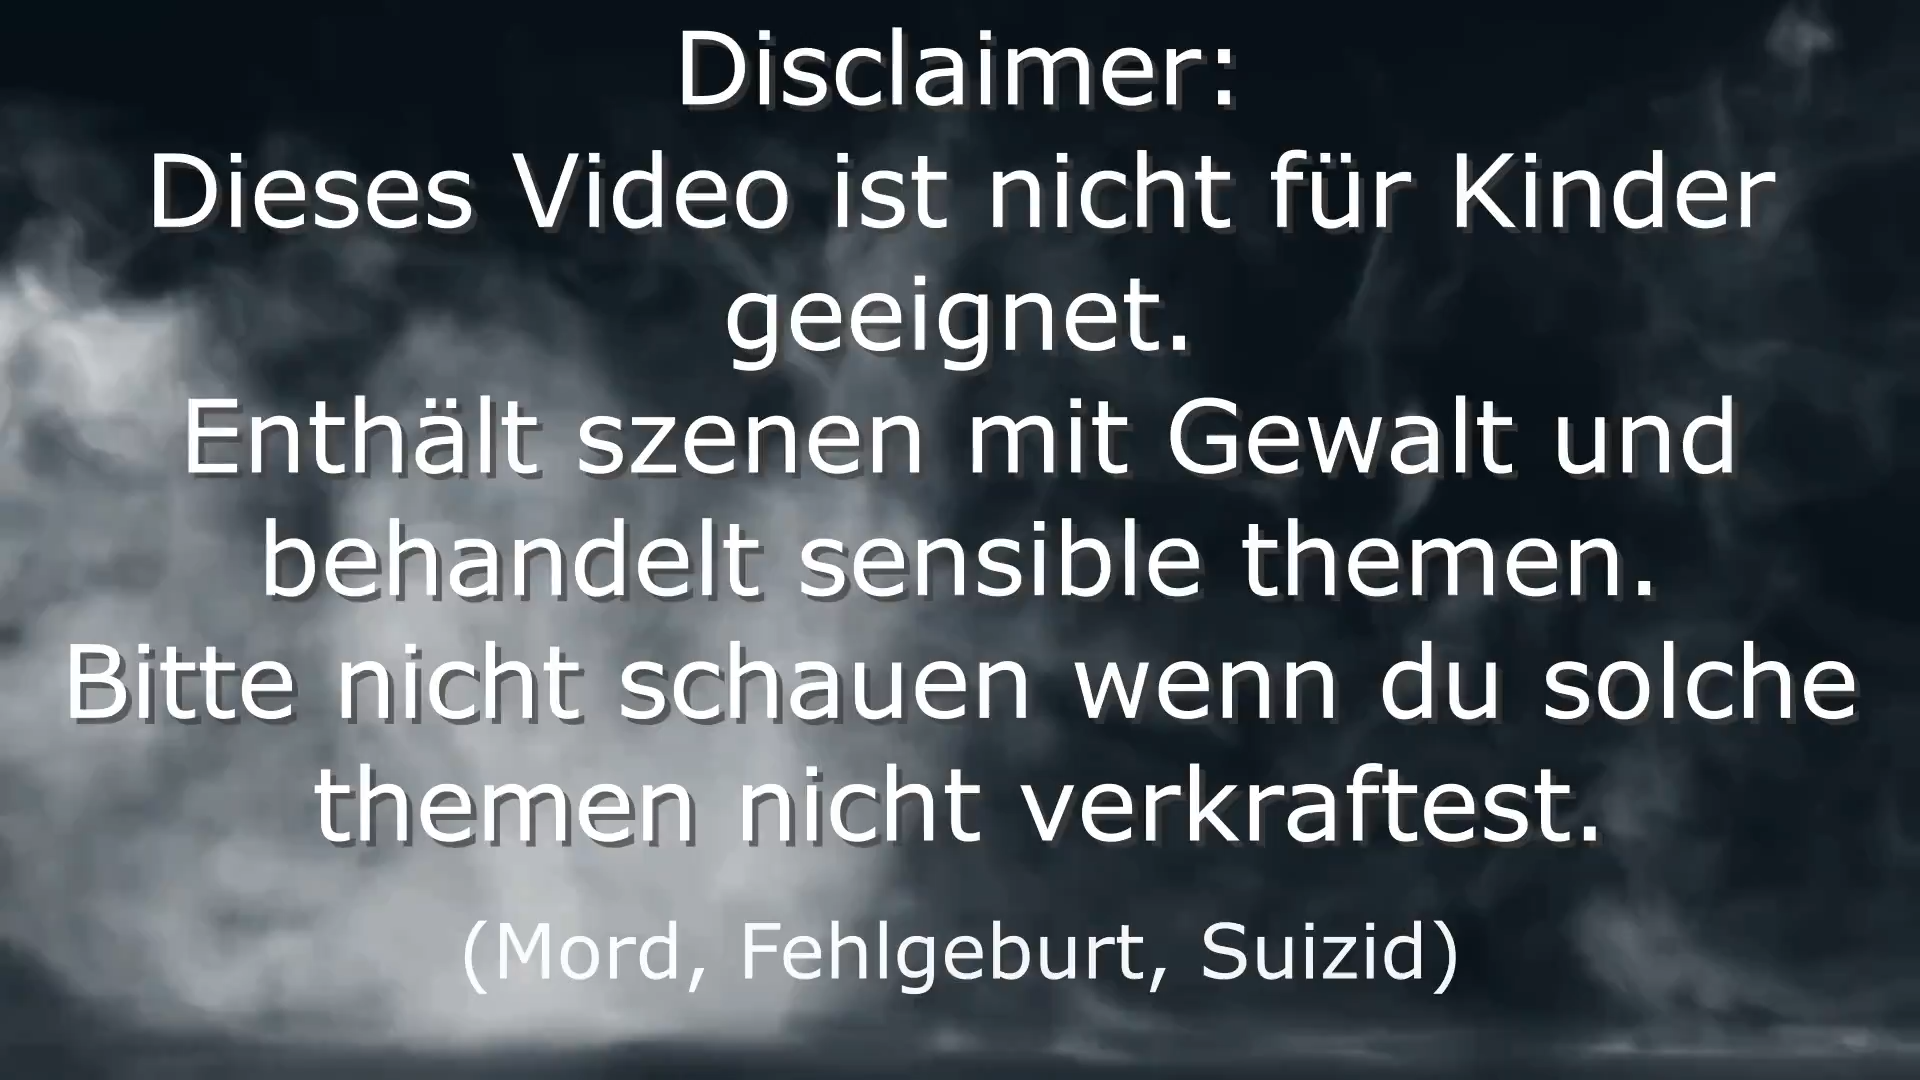 Disclaimer:
Dieses Video ist nicht für Kinder
geeignet.
Enthält szenen mit Gewalt und
behandelt sensible themen.
Bitte nicht schauen wenn du solche
themen nicht verkraftest.
(Mord, Fehlgeburt, Suizid)